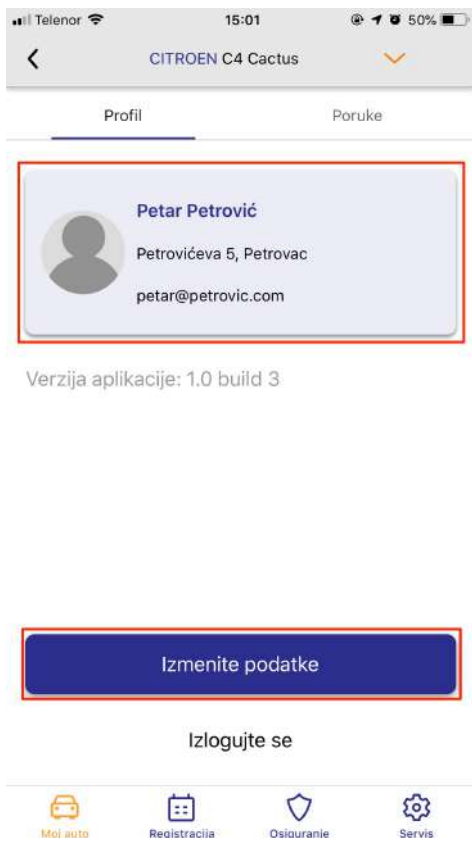 Telenor 15:01 50%
CITROEN C4 Cactus
Profil Poruke
Petar Petrović
Petrovićeva 5, Petrovac
petar@petrovic.com
Verzija aplikacije: 1.0 build 3
Izmenite podatke
Izlogujte se
Moj auto Registracija Osiguranje Servis